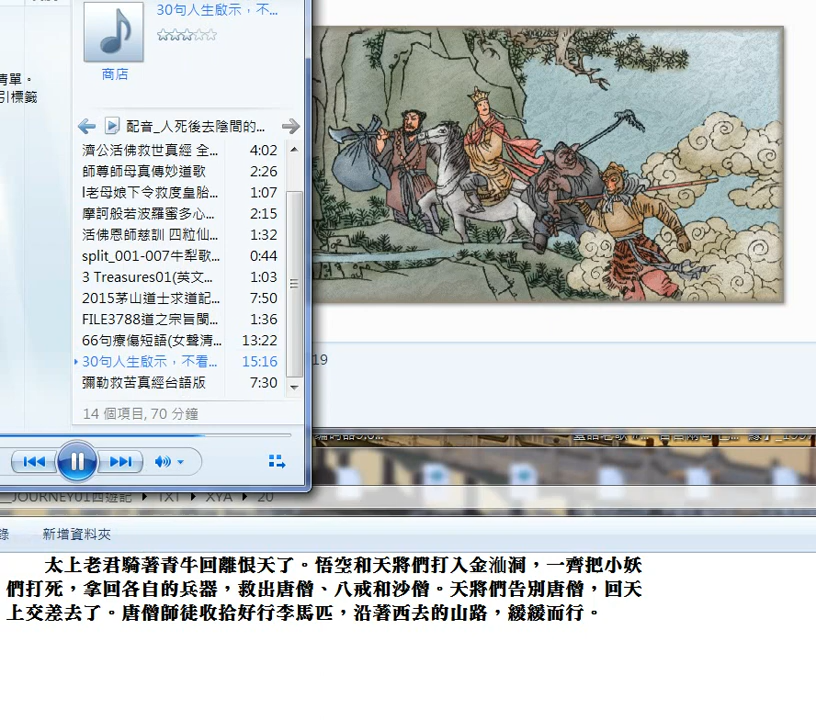 30句人生啟示，不...
商店
清單。
引標籤
配音_人死後去陰間的...
濟公活佛救世真經 全... 4:02
師尊師母真傳妙道歌 2:26
l老母娘下令救度皇胎... 1:07
摩訶般若波羅蜜多心... 2:15
活佛恩師慈訓 四粒仙... 1:32
split_001-007牛犁歌... 0:44
3 Treasures01(英文... 1:03
2015茅山道士求道記... 7:50
FILE3788道之宗旨閩... 1:36
66句療傷短語(女聲清... 13:22
30句人生啟示，不看... 15:16
彌勒救苦真經台語版 7:30
14 個項目, 70 分鐘
19
_JOURNEY01四遊記 TXT XYA 20
錄 新增資料夾
太上老君騎著青牛回離恨天了。悟空和天將們打入金𠒇洞，一齊把小妖
們打死，拿回各自的兵器，救出唐僧、八戒和沙僧。天將們告別唐僧，回天
上交差去了。唐僧師徒收拾好行李馬匹，沿著西去的山路，緩緩而行。